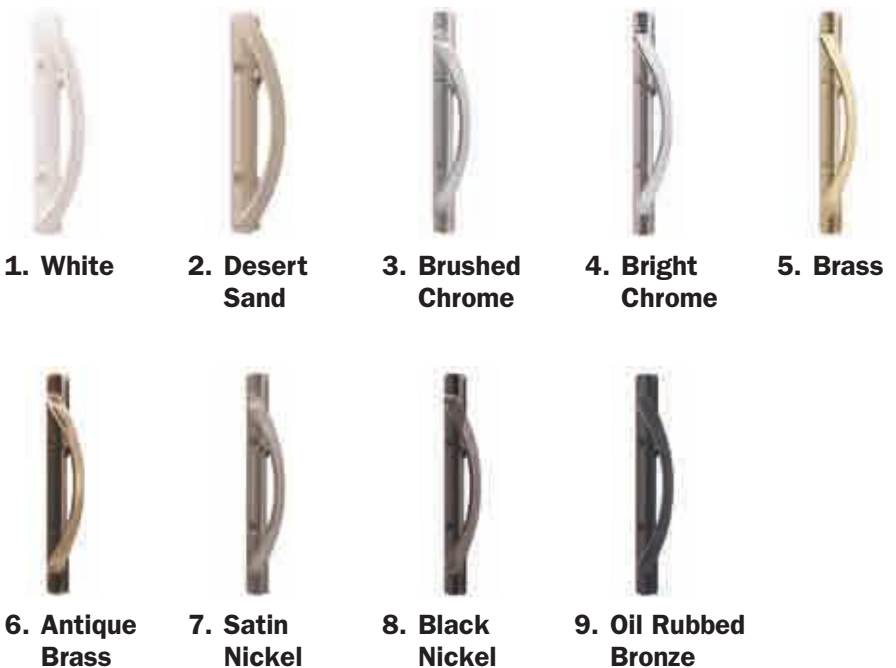 1. White
2. Desert
Sand
3. Brushed
Chrome
4. Bright
Chrome
5. Brass
6. Antique
Brass
7. Satin
Nickel
8. Black
Nickel
9. Oil Rubbed
Bronze